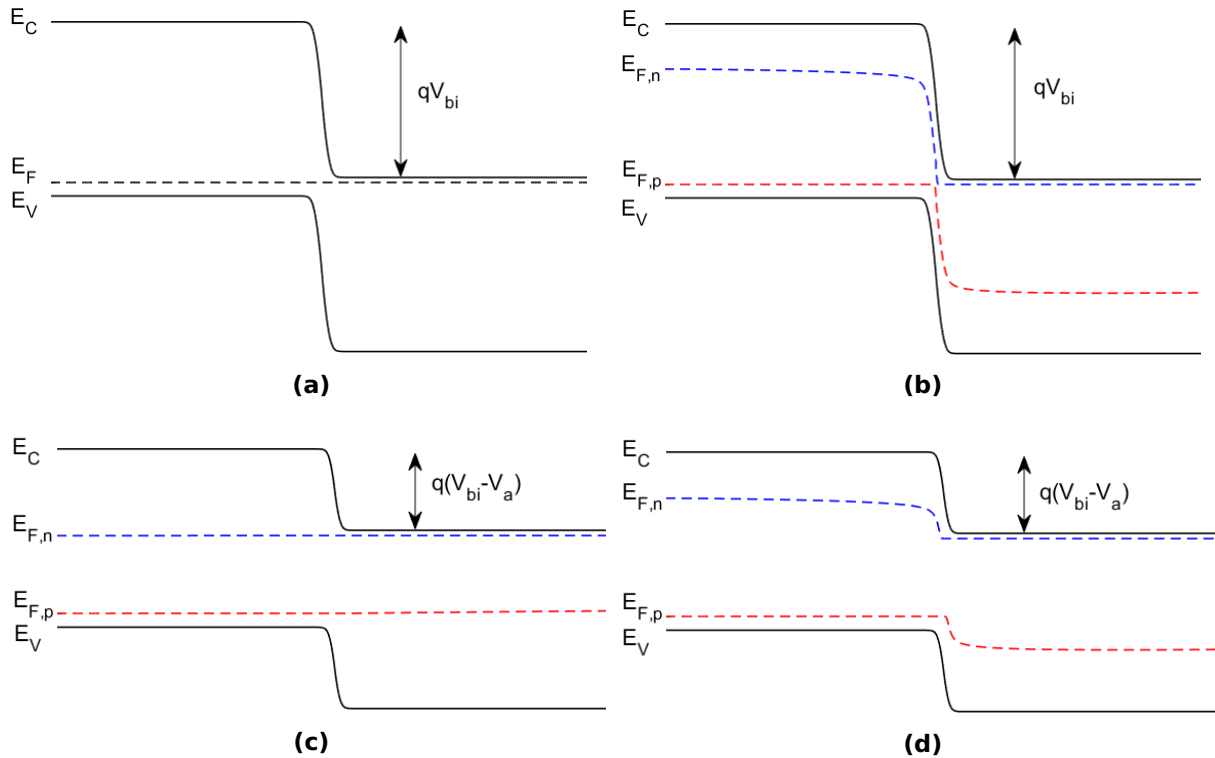 E_C
qV_bi
E_F
E_V
(a)
E_C
E_F,n
qV_bi
E_F,p
E_V
(b)
E_C
q(V_bi-V_a)
E_F,n
E_F,p
E_V
(c)
E_C
E_F,n
q(V_bi-V_a)
E_F,p
E_V
(d)